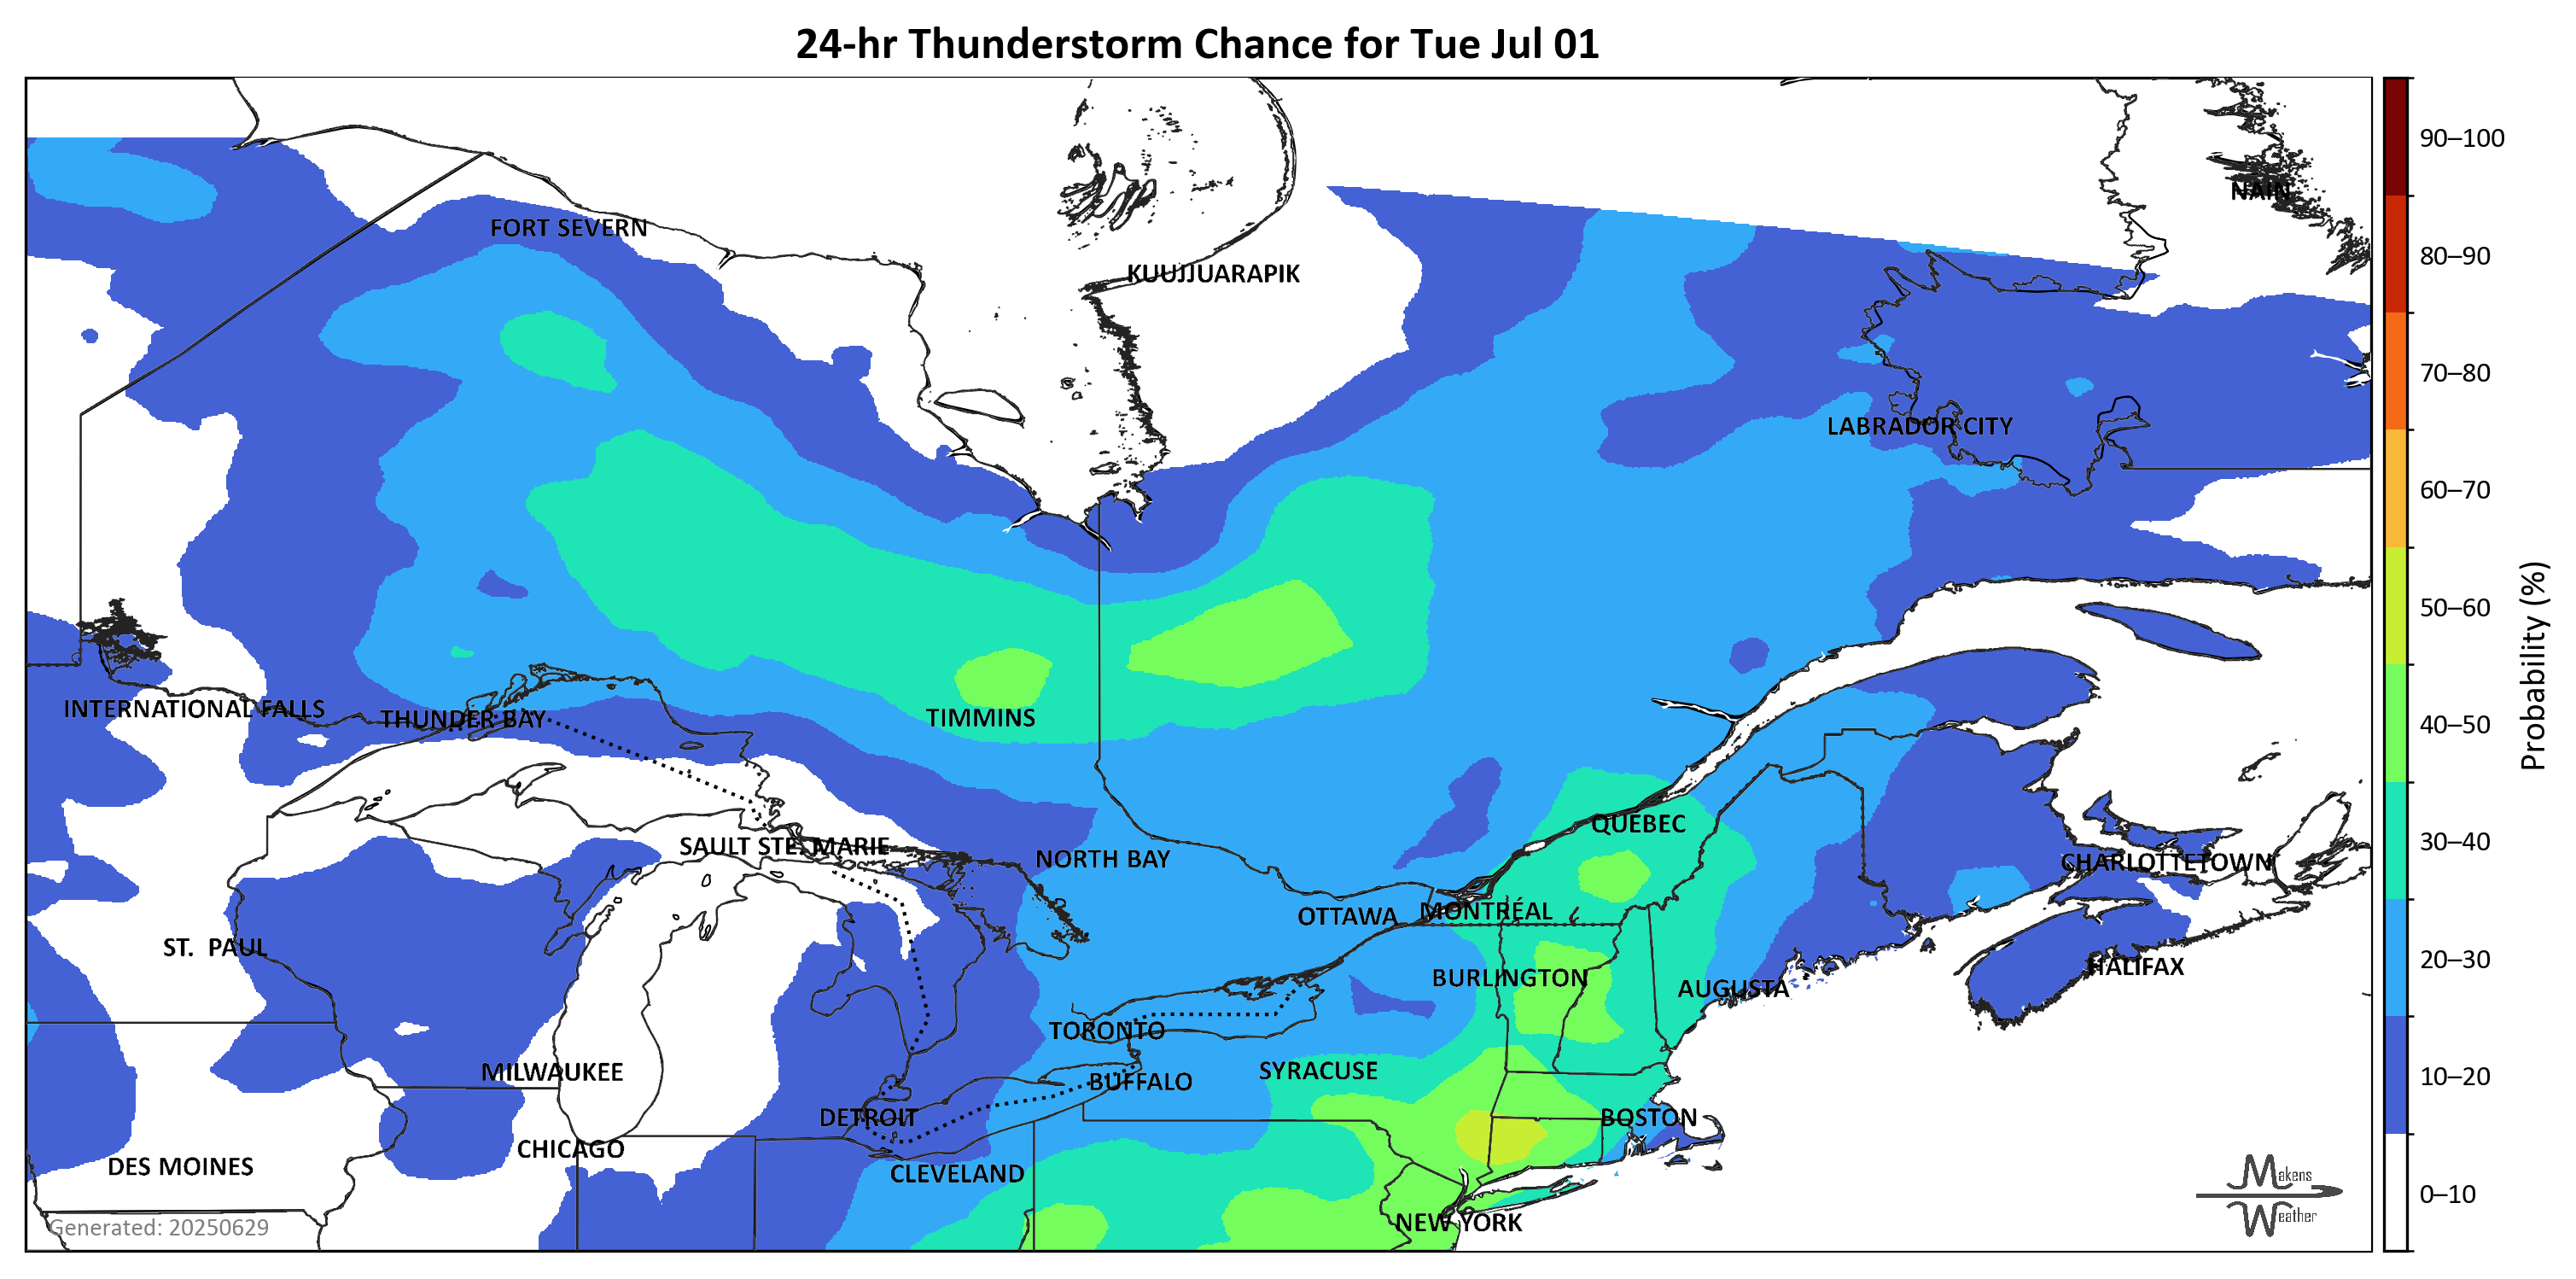 24-hr Thunderstorm Chance for Tue Jul 01
90–100
NAIN
FORT SEVERN
80–90
KUUJJUARAPIK
70–80
LABRADOR CITY
60–70
50–60
Probability (%)
INTERNATIONAL FALLS
THUNDER BAY
TIMMINS
40–50
QUEBEC
30–40
SAULT STE. MARIE
NORTH BAY
CHARLOTTETOWN
OTTAWA
MONTRÉAL
ST. PAUL
20–30
HALIFAX
BURLINGTON
AUGUSTA
TORONTO
SYRACUSE
MILWAUKEE
BUFFALO
10–20
DETROIT
BOSTON
CHICAGO
DES MOINES
CLEVELAND
Makens
Weather
0–10
NEW YORK
Generated: 20250629